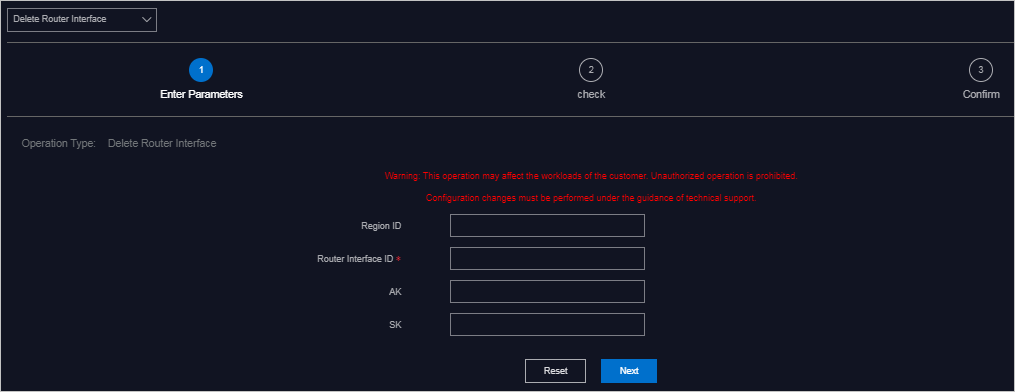 Delete Router Interface
1
2
3
Enter Parameters
check
Confirm
Operation Type: Delete Router Interface
Warning: This operation may affect the workloads of the customer. Unauthorized operation is prohibited.
Configuration changes must be performed under the guidance of technical support.
Region ID
Router Interface ID *
AK
SK
Reset
Next